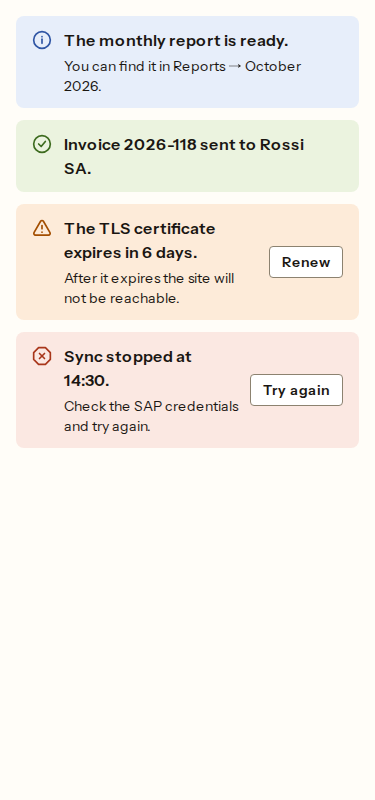 The monthly report is ready.
You can find it in Reports → October
2026.
Invoice 2026-118 sent to Rossi
SA.
The TLS certificate
expires in 6 days.
After it expires the site will
not be reachable.
Renew
Sync stopped at
14:30.
Check the SAP credentials
and try again.
Try again